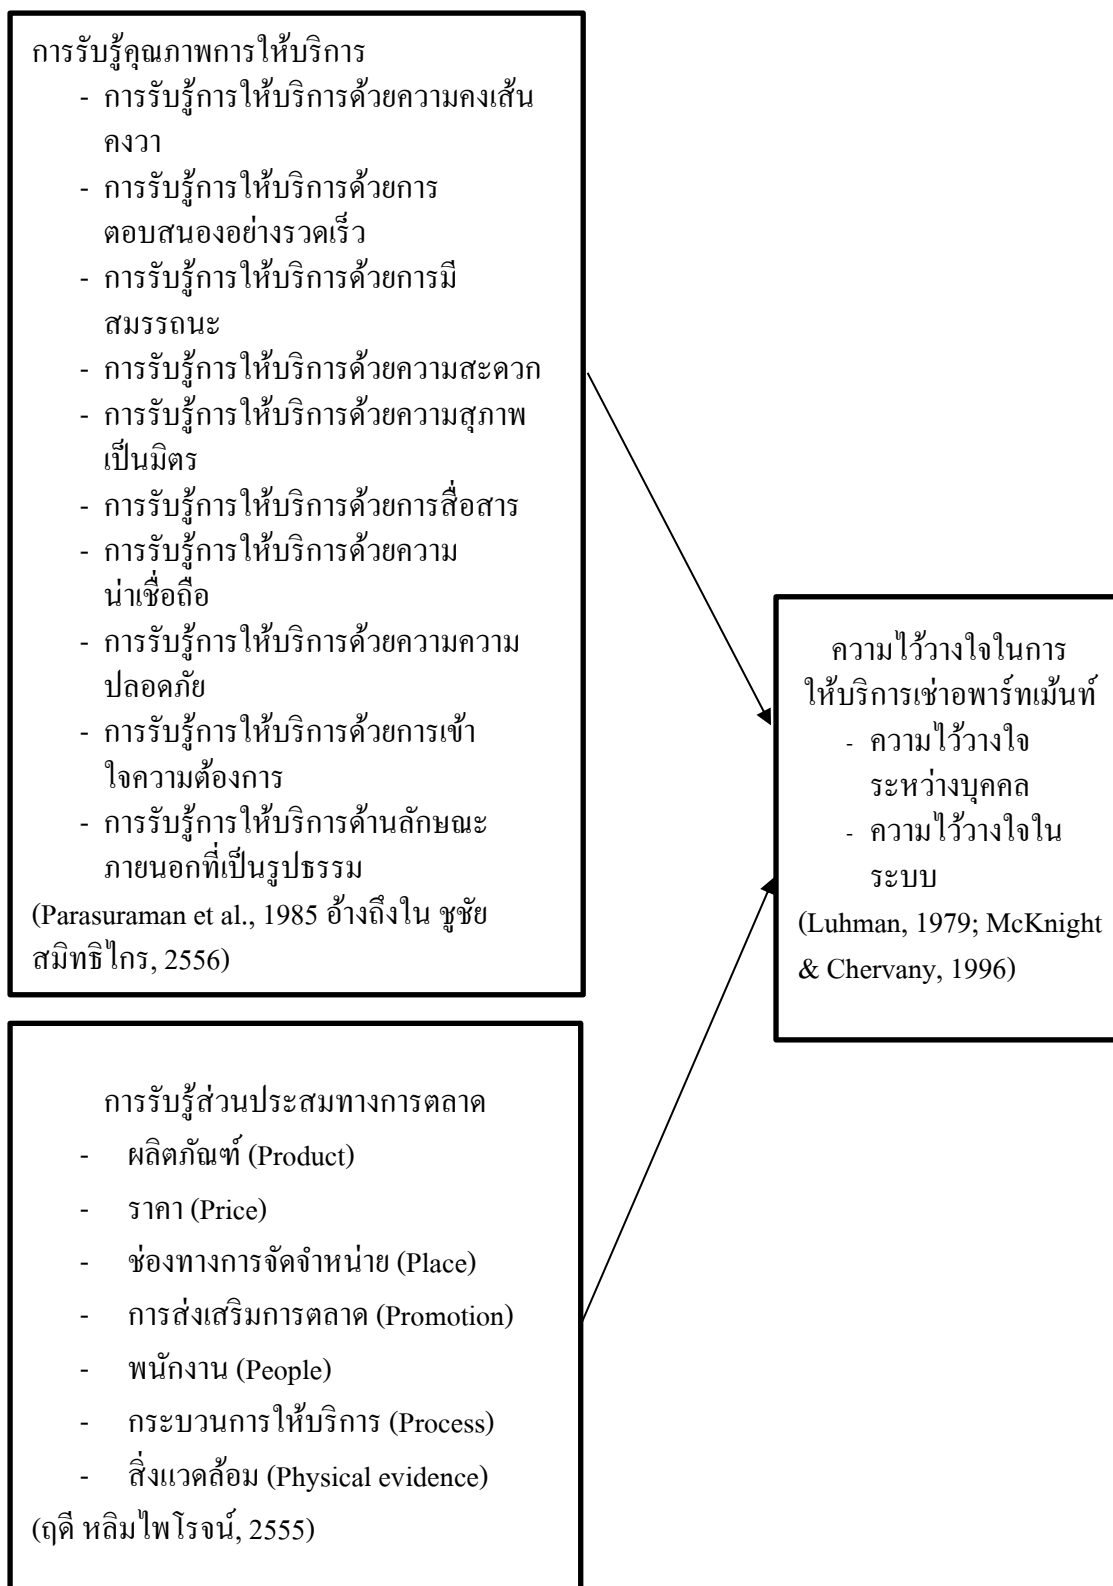 การรับรู้คุณภาพการให้บริการ
- การรับรู้การให้บริการด้วยความคงเส้น
คงวา
- การรับรู้การให้บริการด้วยการ
ตอบสนองอย่างรวดเร็ว
- การรับรู้การให้บริการด้วยการมี
สมรรถนะ
- การรับรู้การให้บริการด้วยความสะดวก
- การรับรู้การให้บริการด้วยความสุภาพ
เป็นมิตร
- การรับรู้การให้บริการด้วยการสื่อสาร
- การรับรู้การให้บริการด้วยความ
น่าเชื่อถือ
- การรับรู้การให้บริการด้วยความความ
ปลอดภัย
- การรับรู้การให้บริการด้วยการเข้า
ใจความต้องการ
- การรับรู้การให้บริการด้านลักษณะ
ภายนอกที่เป็นรูปธรรม
(Parasuraman et al., 1985 อ้างถึงใน ชูชัย
สมิทธิไกร, 2556)
การรับรู้ส่วนประสมทางการตลาด
- ผลิตภัณฑ์ (Product)
- ราคา (Price)
- ช่องทางการจัดจำหน่าย (Place)
- การส่งเสริมการตลาด (Promotion)
- พนักงาน (People)
- กระบวนการให้บริการ (Process)
- สิ่งแวดล้อม (Physical evidence)
(ฤดี หลิมไพโรจน์, 2555)
ความไว้วางใจในการ
ให้บริการเช่าอพาร์ทเม้นท์
- ความไว้วางใจ
ระหว่างบุคคล
- ความไว้วางใจใน
ระบบ
(Luhman, 1979; McKnight
& Chervany, 1996)